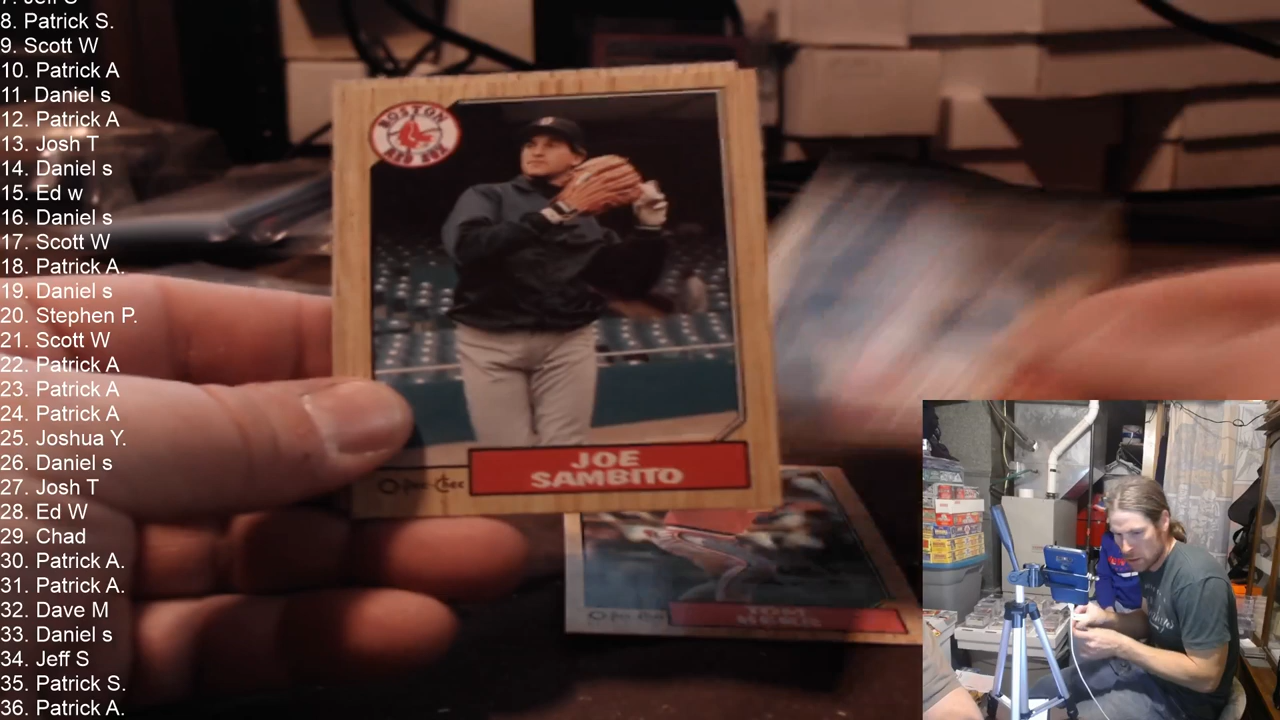 8. Patrick S.
9. Scott W
10. Patrick A
11. Daniel s
12. Patrick A
13. Josh T
14. Daniel s
15. Ed w
16. Daniel s
17. Scott W
18. Patrick A.
19. Daniel s
20. Stephen P.
21. Scott W
22. Patrick A
23. Patrick A
24. Patrick A
25. Joshua Y.
26. Daniel s
27. Josh T
28. Ed W
29. Chad
30. Patrick A.
31. Patrick A.
32. Dave M
33. Daniel s
34. Jeff S
35. Patrick S.
36. Patrick A.
BOSTON
RED SOX
JOE
SAMBITO
O-Pee-Chee
TOM